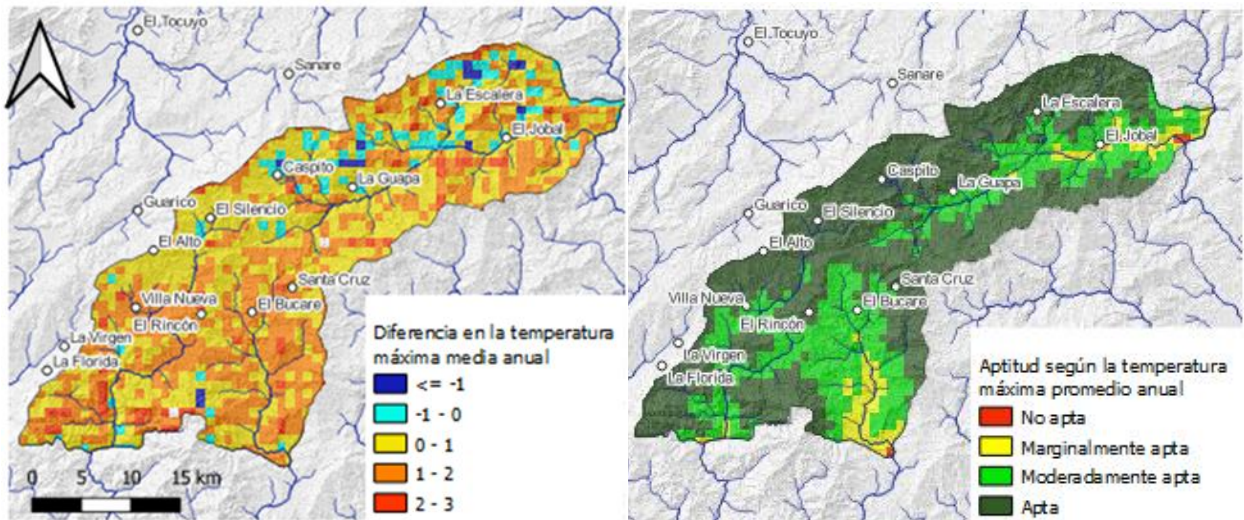 El Tocuyo
Sanare
La Escalera
El Jobal
Caspito
La Guapa
Guarico
El Silencio
El Alto
Santa Cruz
Villa Nueva
El Bucare
El Rincón
La Virgen
La Florida
0 5 10 15 km
Diferencia en la temperatura
máxima media anual
<= -1
-1 - 0
0 - 1
1 - 2
2 - 3
El Tocuyo
Sanare
La Escalera
El Jobal
Caspito
La Guapa
Guarico
El Silencio
El Alto
Santa Cruz
Villa Nueva
El Bucare
El Rincón
La Virgen
La Florida
Aptitud según la temperatura
máxima promedio anual
No apta
Marginalmente apta
Moderadamente apta
Apta